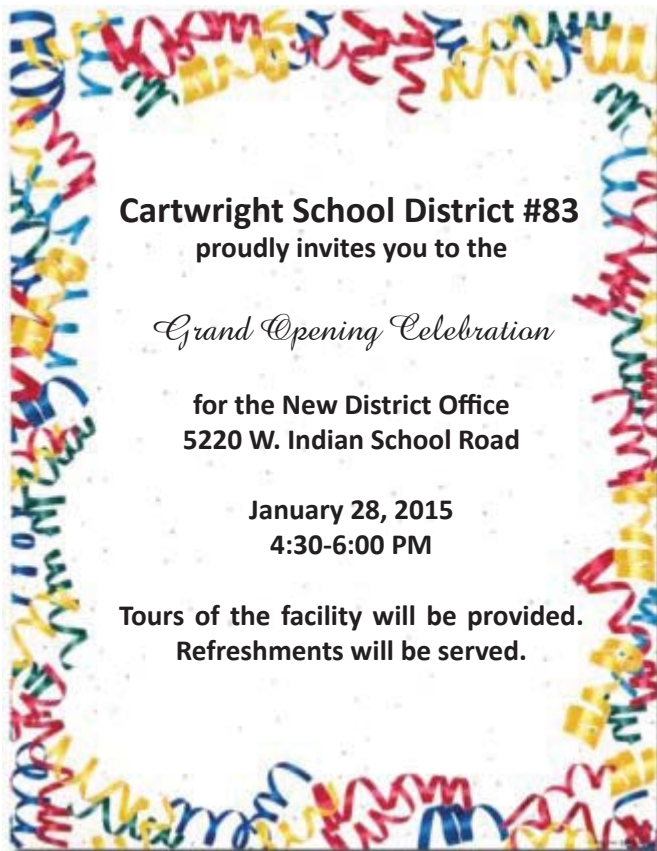 Cartwright School District #83
proudly invites you to the
Grand Opening Celebration
for the New District Office
5220 W. Indian School Road
January 28, 2015
4:30-6:00 PM
Tours of the facility will be provided.
Refreshments will be served.